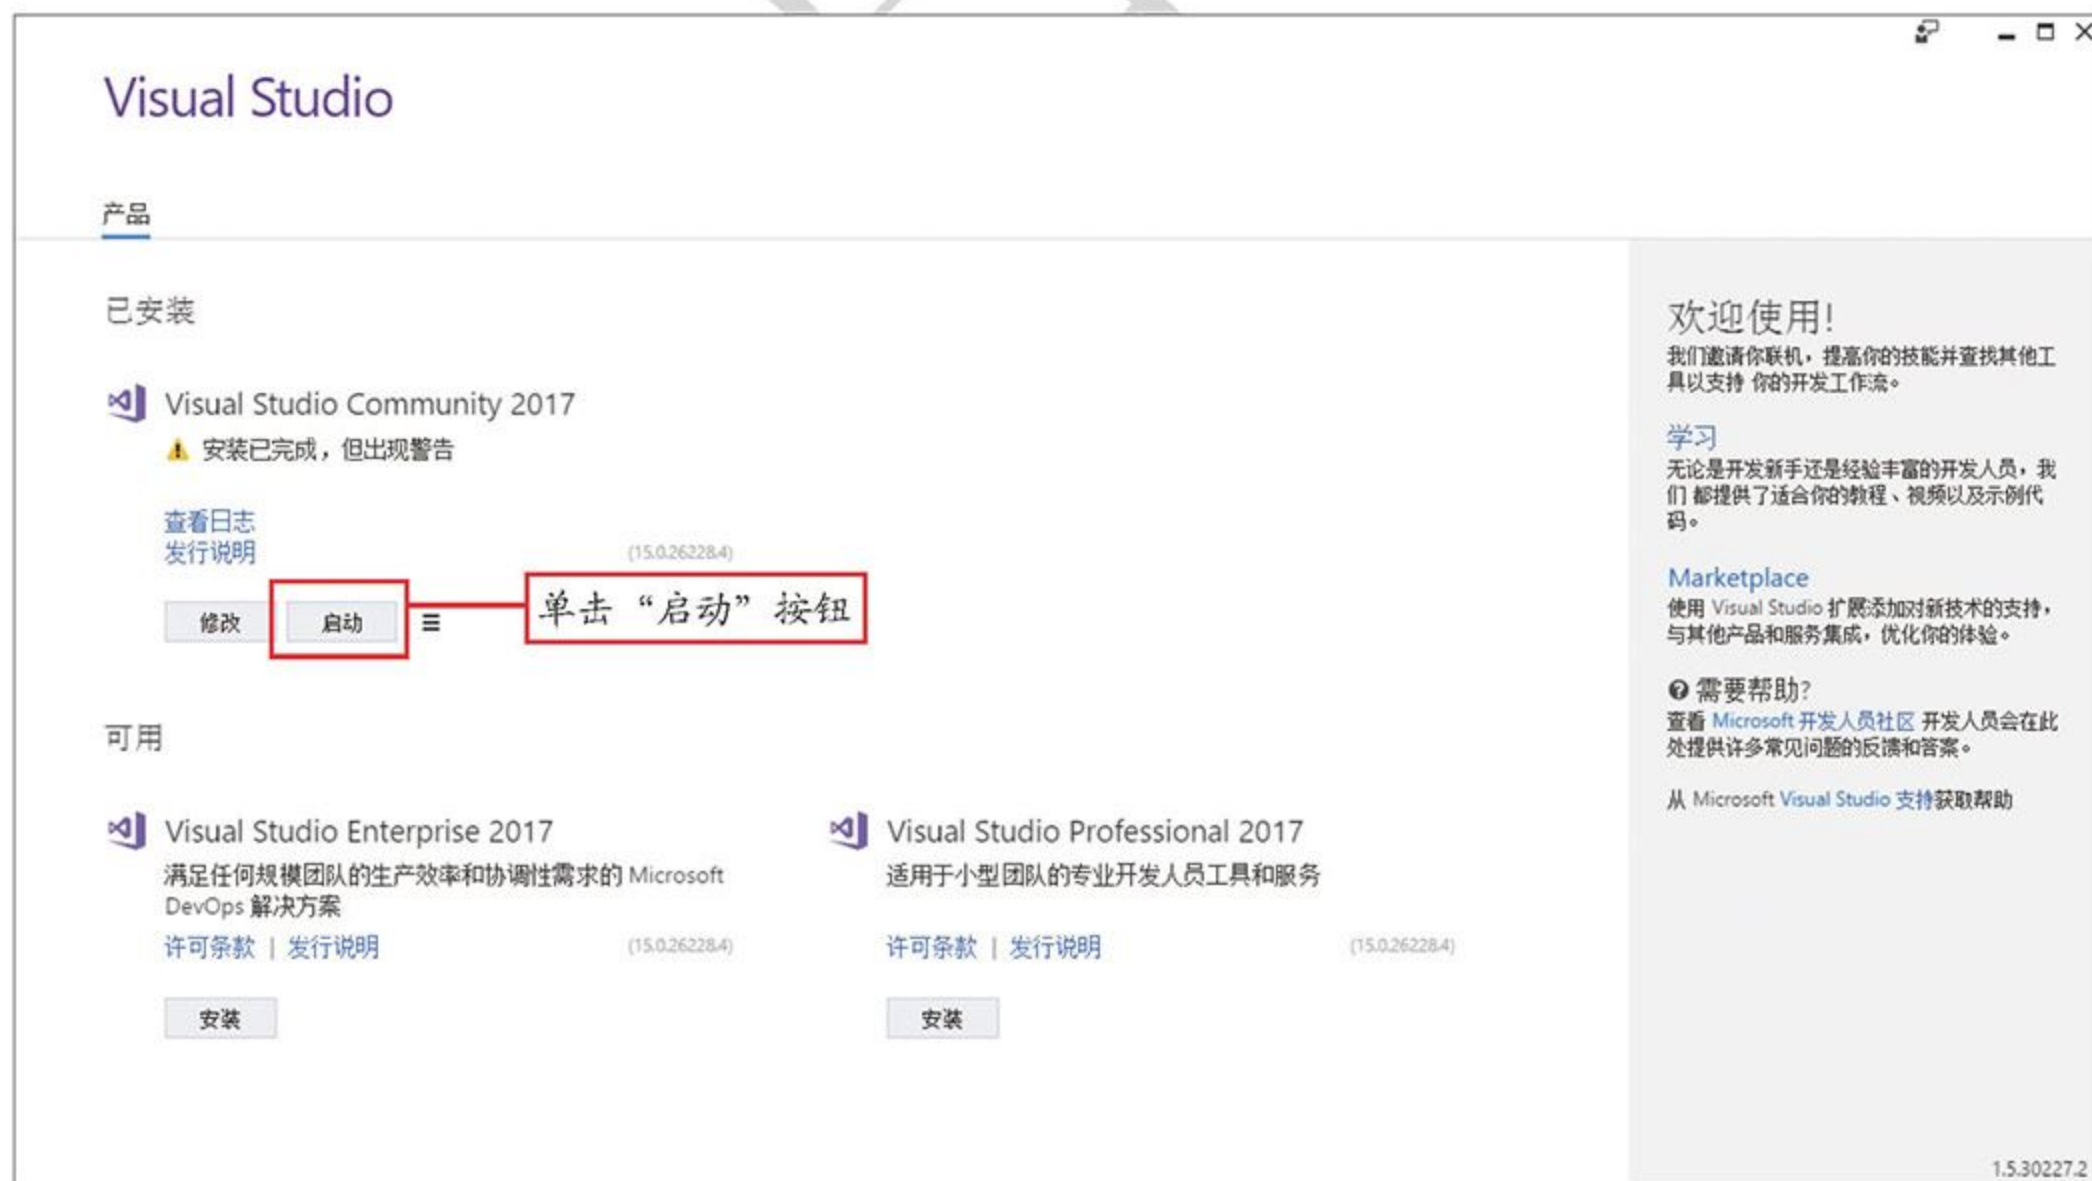 Visual Studio
产品
已安装
Visual Studio Community 2017
安装已完成，但出现警告
查看日志
发行说明
(15.0.26228.4)
修改
启动
单击“启动”按钮
可用
Visual Studio Enterprise 2017
满足任何规模团队的生产效率和协调性需求的 Microsoft
DevOps 解决方案
许可条款 | 发行说明
(15.0.26228.4)
安装
Visual Studio Professional 2017
适用于小型团队的专业开发人员工具和服务
许可条款 | 发行说明
(15.0.26228.4)
安装
欢迎使用!
我们邀请你联机，提高你的技能并查找其他工
具以支持 你的开发工作流。
学习
无论是开发新手还是经验丰富的开发人员，我
们 都提供了适合你的教程、视频以及示例代
码。
Marketplace
使用 Visual Studio 扩展添加对新技术的支持，
与其他产品和服务集成，优化你的体验。
需要帮助?
查看 Microsoft 开发人员社区 开发人员会在此
处提供许多常见问题的反馈和答案。
从 Microsoft Visual Studio 支持获取帮助
1.5.30227.2